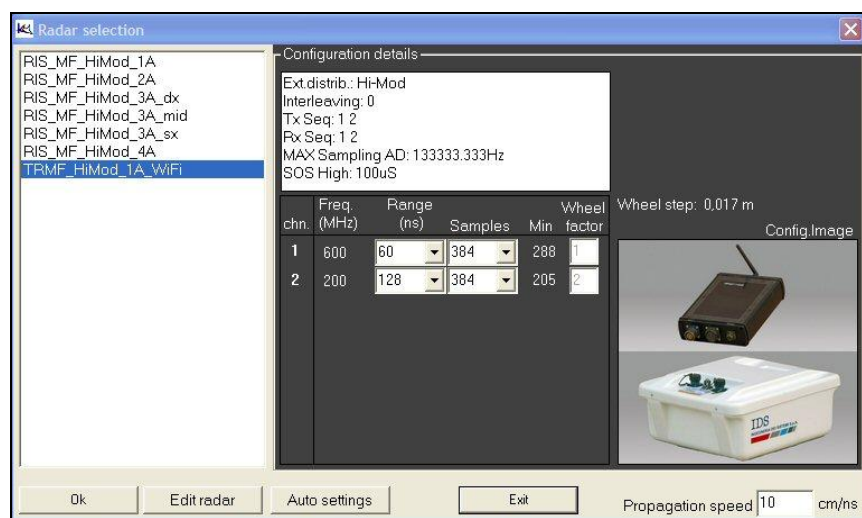 Radar selection
RIS_MF_HiMod_1A
RIS_MF_HiMod_2A
RIS_MF_HiMod_3A_dx
RIS_MF_HiMod_3A_mid
RIS_MF_HiMod_3A_sx
RIS_MF_HiMod_4A
TRMF_HiMod_1A_WiFi
Configuration details
Ext.distrib.: Hi-Mod
Interleaving: 0
Tx Seq: 1 2
Rx Seq: 1 2
MAX Sampling AD: 133333.333Hz
SOS High: 100uS
chn. Freq. (MHz) Range (ns) Samples Min Wheel factor
1 600 60 384 288 1
2 200 128 384 205 2
Wheel step: 0,017 m
Config.Image
IDS
Ok Edit radar Auto settings Exit Propagation speed 10 cm/ns